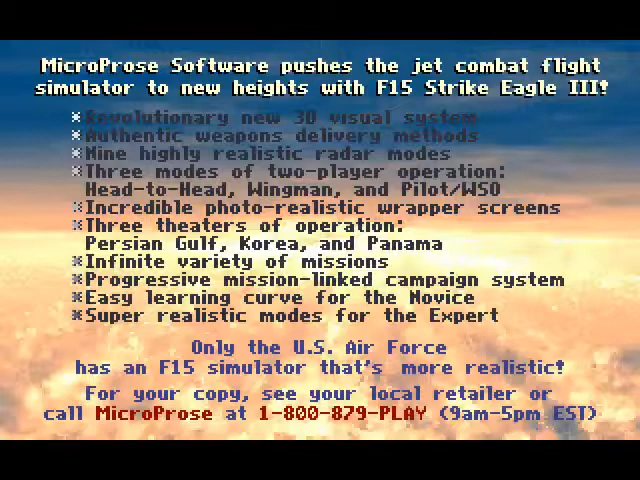 MicroProse Software pushes the jet combat flight
simulator to new heights with F15 Strike Eagle III!
*Revolutionary new 3D visual system
*Authentic weapons delivery methods
*Nine highly realistic radar modes
*Three modes of two-player operation:
Head-to-Head, Wingman, and Pilot/WSO
*Incredible photo-realistic wrapper screens
*Three theaters of operation:
Persian Gulf, Korea, and Panama
*Infinite variety of missions
*Progressive mission-linked campaign system
*Easy learning curve for the Novice
*Super realistic modes for the Expert
Only the U.S. Air Force
has an F15 simulator that's more realistic!
For your copy, see your local retailer or
call MicroProse at 1-800-879-PLAY (9am-5pm EST)